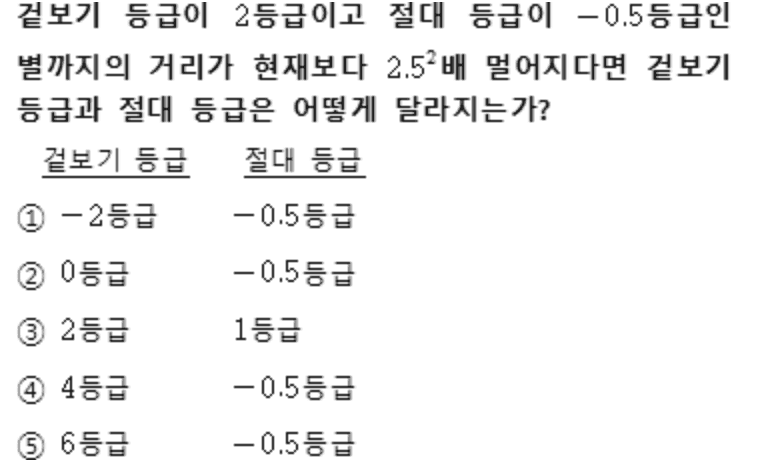 겉보기 등급이 2등급이고 절대 등급이 −0.5등급인
별까지의 거리가 현재보다 2.5²배 멀어지다면 겉보기
등급과 절대 등급은 어떻게 달라지는가?
겉보기 등급 절대 등급
① −2등급 −0.5등급
② 0등급 −0.5등급
③ 2등급 1등급
④ 4등급 −0.5등급
⑤ 6등급 −0.5등급